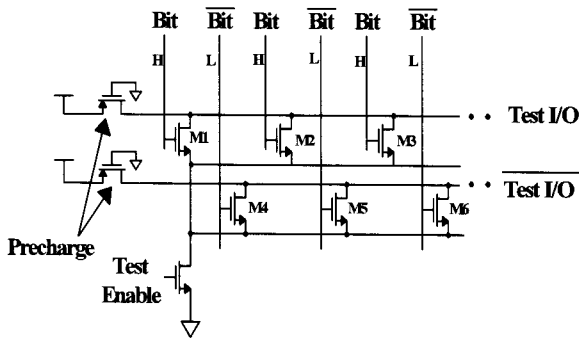 Bit Bit Bit Bit Bit Bit
H L H L H L
M1 M2 M3 Test I/O
M4 M5 M6 Test I/O
Precharge
Test
Enable